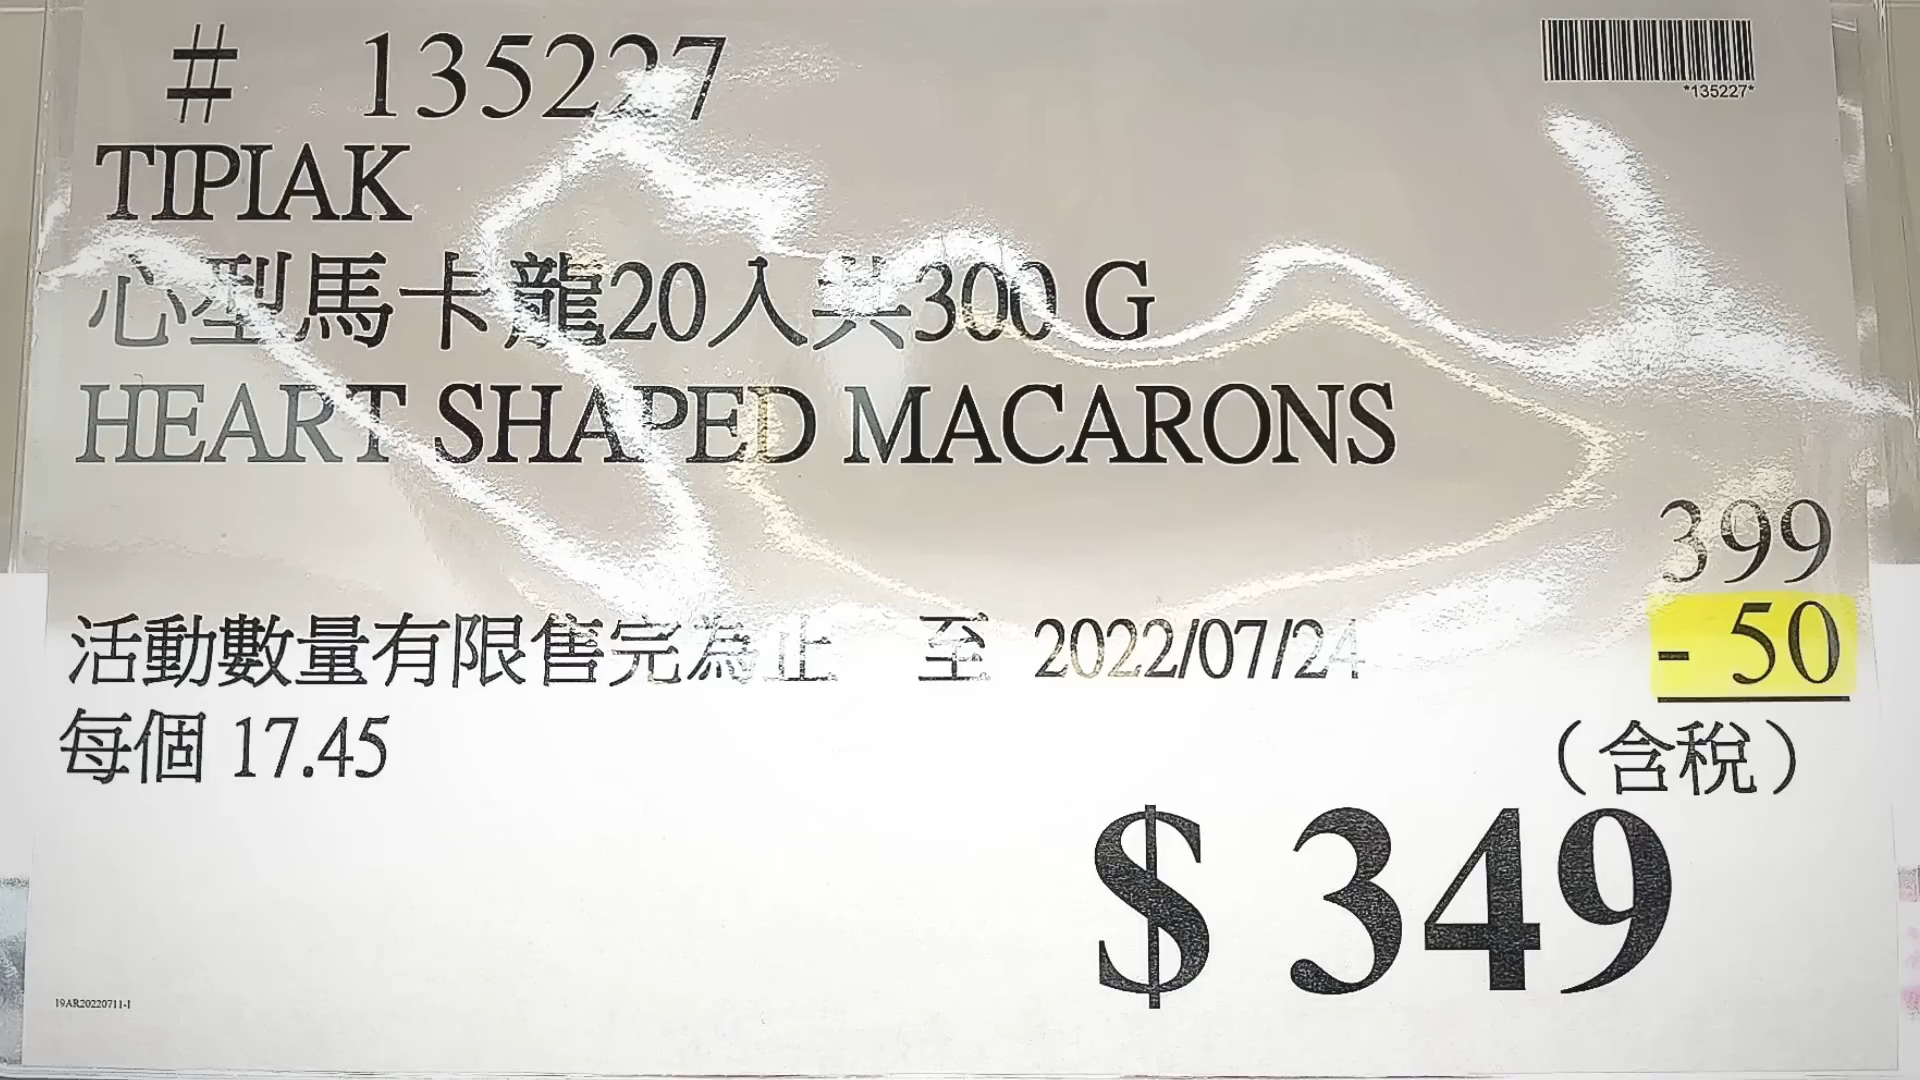 # 135227
*135227*
TIPIAK
心型馬卡龍20入共300 G
HEART SHAPED MACARONS
399
- 50
活動數量有限售完為止 至 2022/07/24
每個 17.45
(含稅)
$ 349
19AR20220711-1